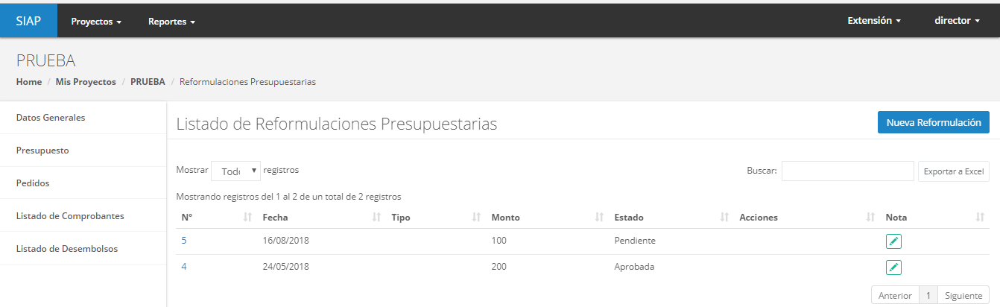 SIAP Proyectos Reportes Extensión director
PRUEBA
Home / Mis Proyectos / PRUEBA / Reformulaciones Presupuestarias
Datos Generales
Presupuesto
Pedidos
Listado de Comprobantes
Listado de Desembolsos
Listado de Reformulaciones Presupuestarias Nueva Reformulación
Mostrar Todo registros Buscar: Exportar a Excel
Mostrando registros del 1 al 2 de un total de 2 registros
N° Fecha Tipo Monto Estado Acciones Nota
5 16/08/2018 100 Pendiente
4 24/05/2018 200 Aprobada
Anterior 1 Siguiente